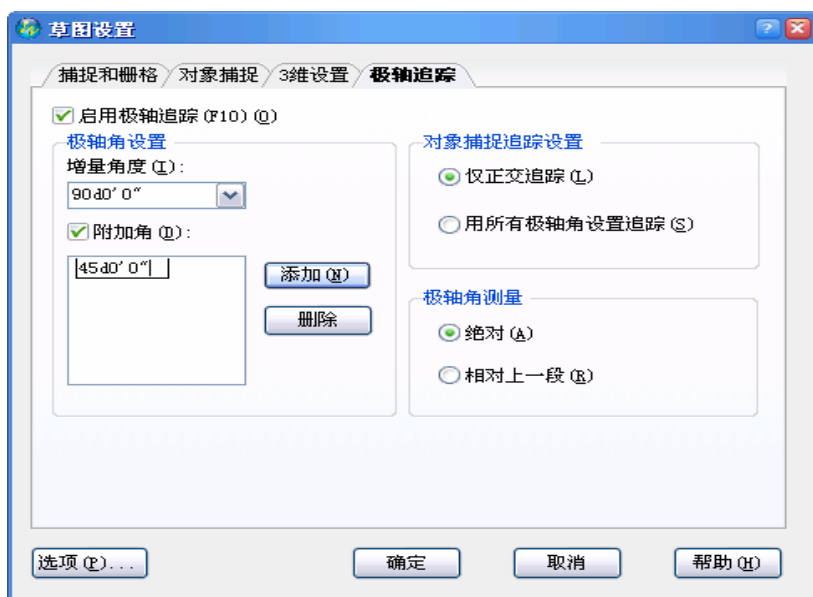 草图设置
捕捉和栅格 对象捕捉 3维设置 极轴追踪
启用极轴追踪(F10)(O)
极轴角设置
增量角度(I):
90d0'0"
附加角(D):
45d0'0"
添加(N)
删除
对象捕捉追踪设置
仅正交追踪(L)
用所有极轴角设置追踪(S)
极轴角测量
绝对(A)
相对上一段(R)
选项(P)... 确定 取消 帮助(H)